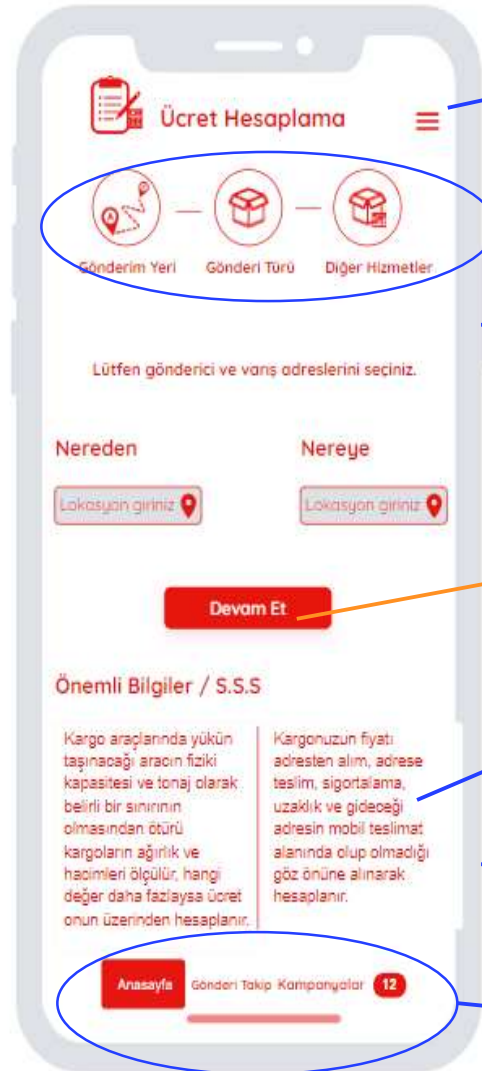 Ücret Hesaplama
Gönderim Yeri
Gönderi Türü
Diğer Hizmetler
Lütfen gönderici ve varış adreslerini seçiniz.
Nereden
Nereye
Lokasyon giriniz
Lokasyon giriniz
Devam Et
Önemli Bilgiler / S.S.S
Kargo araçlarında yükün
taşınacağı aracın fiziki
kapasitesi ve tonaj olarak
belirli bir sınırının
olmasından ötürü
kargoların ağırlık ve
hacimleri ölçülür, hangi
değer daha fazlaysa ücret
onun üzerinden hesaplanır.
Kargonuzun fiyatı
adresten alım, adrese
teslim, sigortalama,
uzaklık ve gideceği
adresin mobil teslimat
alanında olup olmadığı
göz önüne alınarak
hesaplanır.
Anasayfa Gönderi Takip Kampanyalar 12